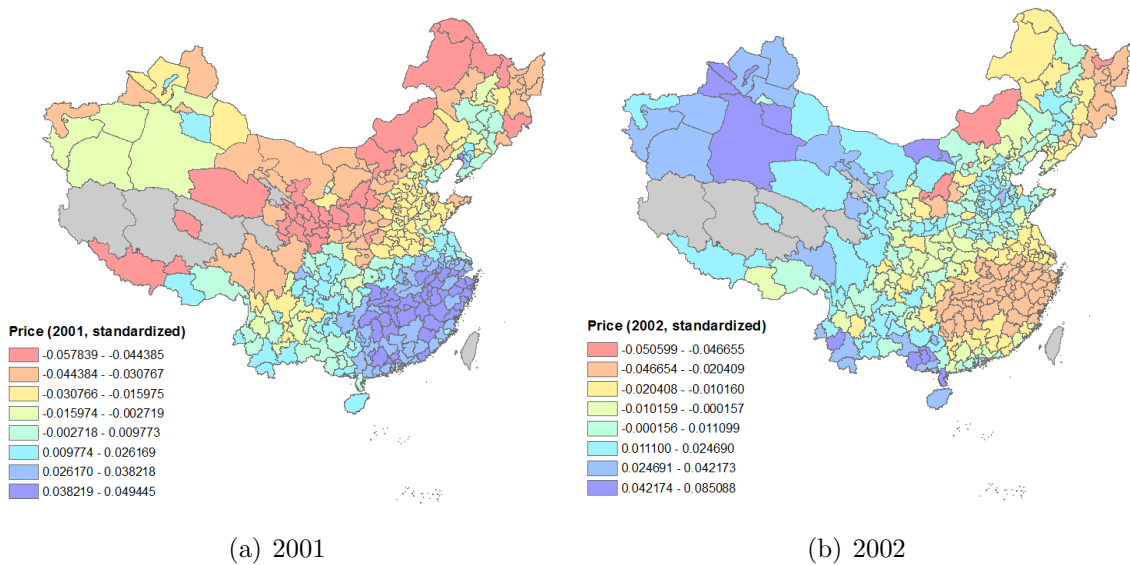 Price (2001, standardized)
-0.057839 - -0.044385
-0.044384 - -0.030767
-0.030766 - -0.015975
-0.015974 - -0.002719
-0.002718 - 0.009773
0.009774 - 0.026169
0.026170 - 0.038218
0.038219 - 0.049445
(a) 2001
Price (2002, standardized)
-0.050599 - -0.046655
-0.046654 - -0.020409
-0.020408 - -0.010160
-0.010159 - -0.000157
-0.000156 - 0.011099
0.011100 - 0.024690
0.024691 - 0.042173
0.042174 - 0.085088
(b) 2002